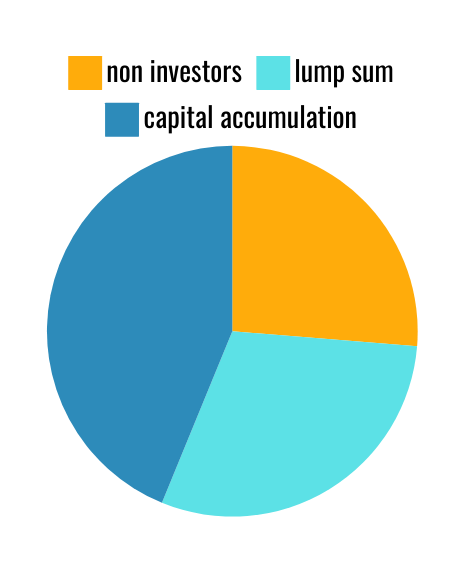 non investors lump sum
capital accumulation